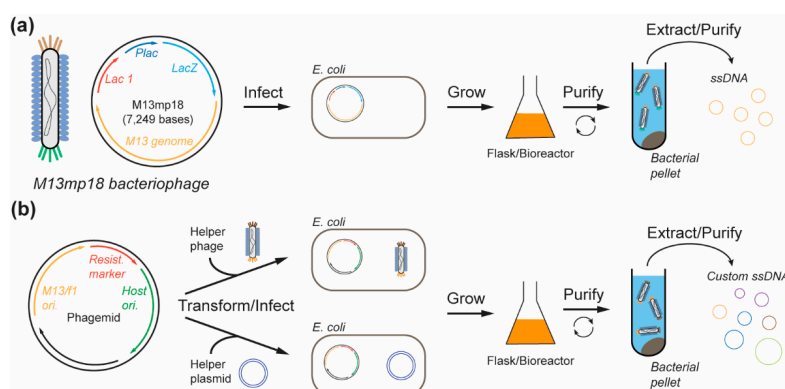 (a)
Plac
LacZ
Lac 1
M13mp18
(7,249 bases)
M13 genome
M13mp18 bacteriophage
Infect
E. coli
Grow
Flask/Bioreactor
Purify
Extract/Purify
ssDNA
Bacterial
pellet
(b)
Resist.
marker
M13/f1
ori.
Host
ori.
Phagemid
Helper
phage
Transform/Infect
Helper
plasmid
E. coli
E. coli
Grow
Flask/Bioreactor
Purify
Extract/Purify
Custom ssDNA
Bacterial
pellet